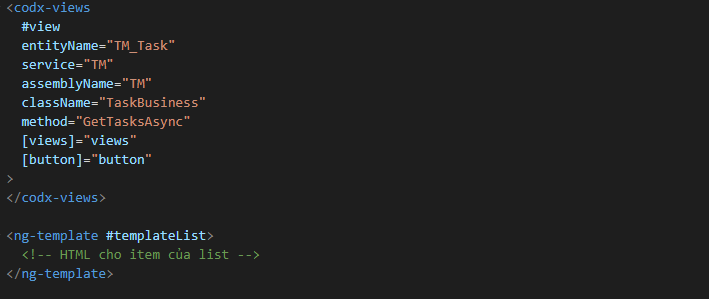 <codx-views
#view
entityName="TM_Task"
service="TM"
assemblyName="TM"
className="TaskBusiness"
method="GetTasksAsync"
[views]="views"
[button]="button"
>
</codx-views>
<ng-template #templateList>
<!-- HTML cho item của list -->
</ng-template>